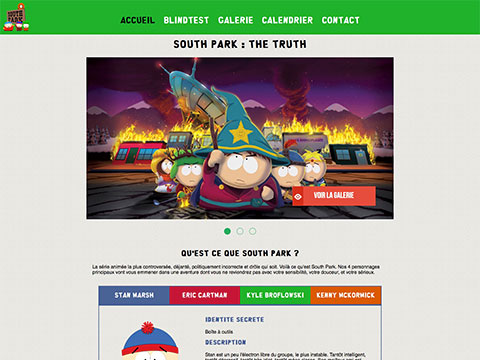 SOUTH PARK
ACCUEIL BLINDTEST GALERIE CALENDRIER CONTACT
SOUTH PARK : THE TRUTH
VOIR LA GALERIE
QU'EST CE QUE SOUTH PARK ?
La série animée la plus controversée, déjanté, politiquement incorrecte et drôle qui soit. Voilà ce qu'est South Park. Nos 4 personnages
principaux vont vous emmener dans une aventure dont vous ne reviendrez pas avec votre sensibilité, votre douceur, et votre sérieux.
STAN MARSH ERIC CARTMAN KYLE BROFLOWSKI KENNY MCKORMICK
IDENTITE SECRETE
Boîte à outils
DESCRIPTION
Stan est un peu l'électron libre du groupe, le plus instable. Tantôt intelligent,